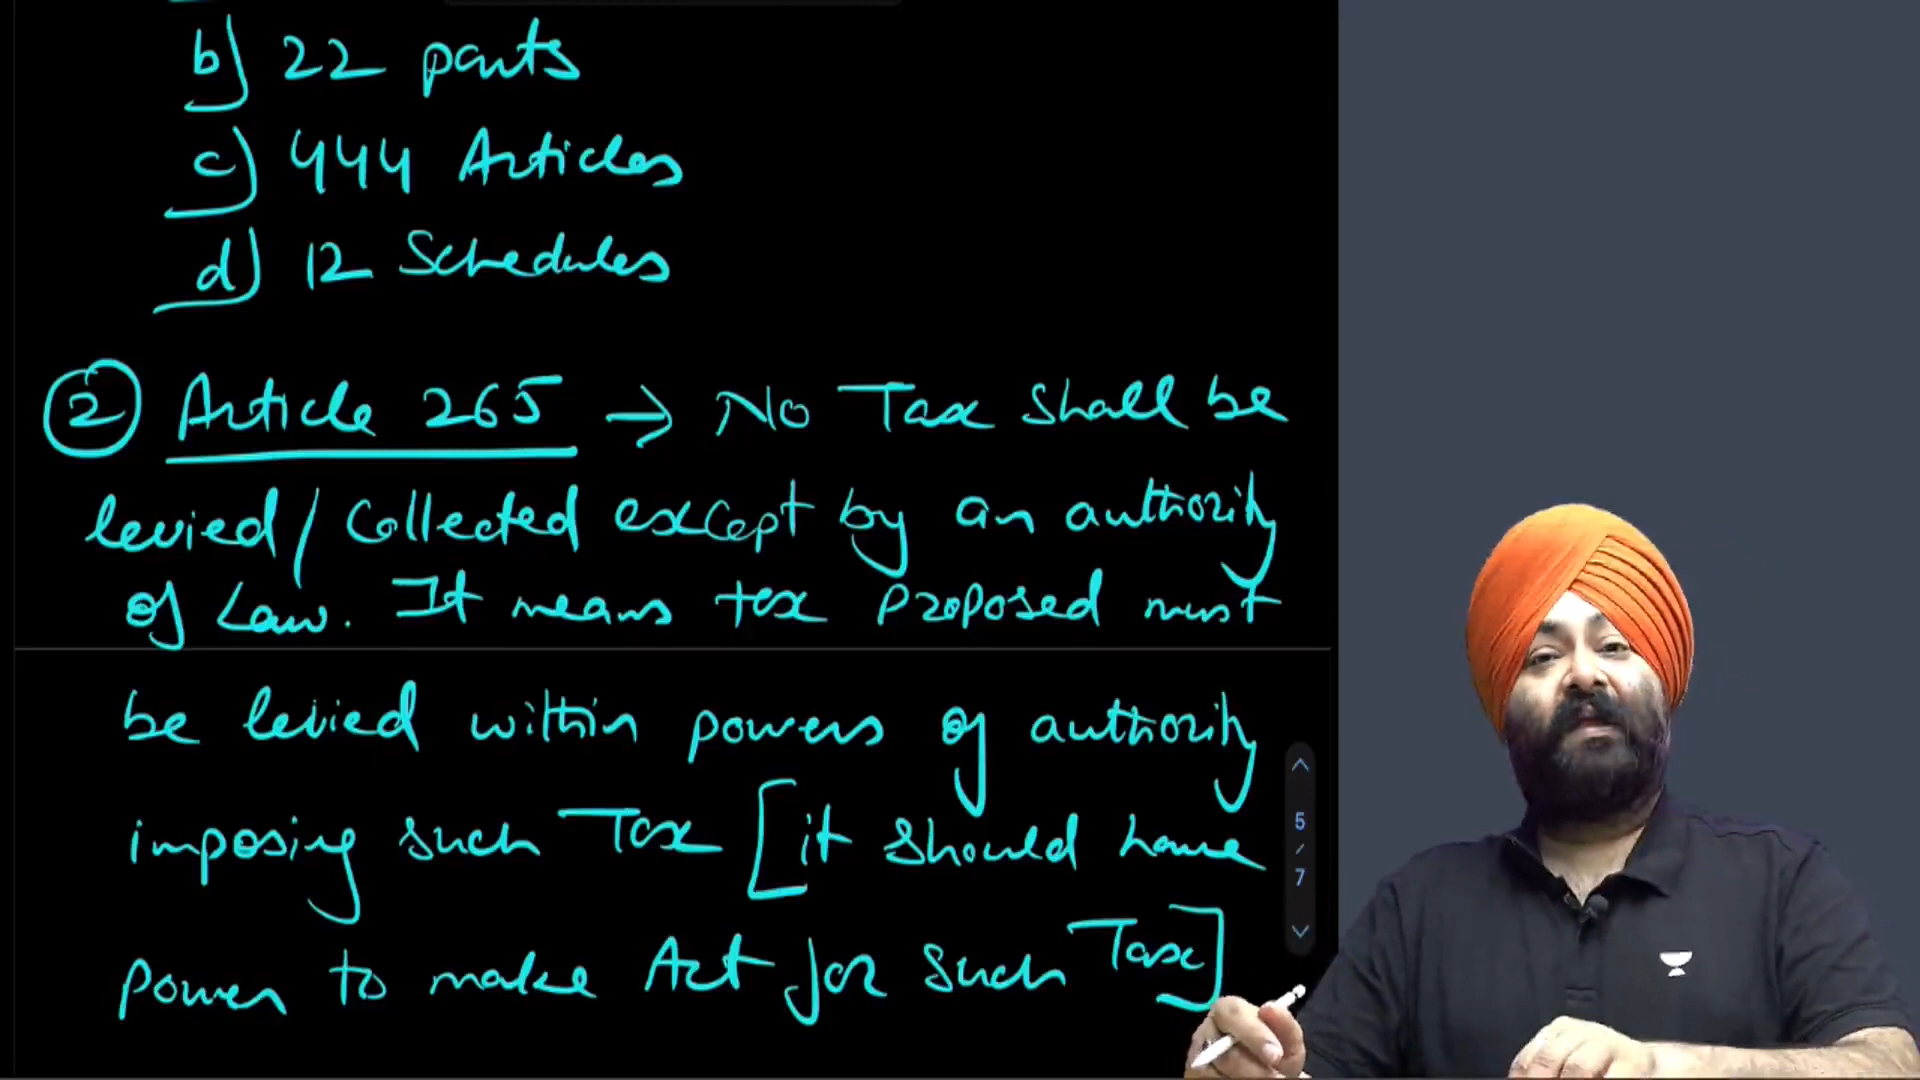 b) 22 parts
c) 444 Articles
d) 12 Schedules
② Article 265 → No Tax shall be
levied/collected except by an authority
of Law. It means tax proposed must
be levied within powers of authority
imposing such Tax [it should have
power to make Act for such Tax]
5
/
7